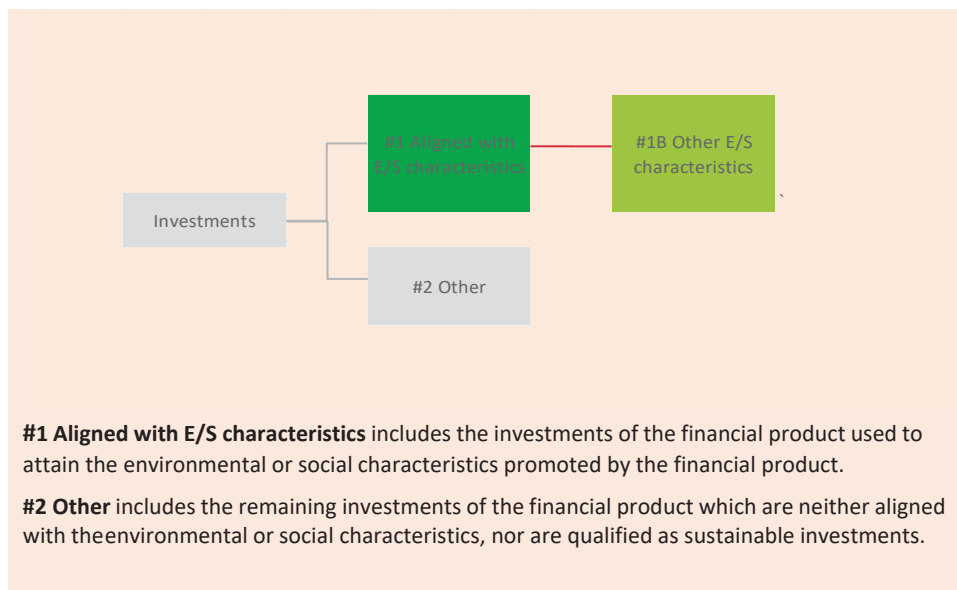 #1 Aligned with
E/S characteristics
#1B Other E/S
characteristics
`
Investments
#2 Other
#1 Aligned with E/S characteristics includes the investments of the financial product used to
attain the environmental or social characteristics promoted by the financial product.
#2 Other includes the remaining investments of the financial product which are neither aligned
with theenvironmental or social characteristics, nor are qualified as sustainable investments.